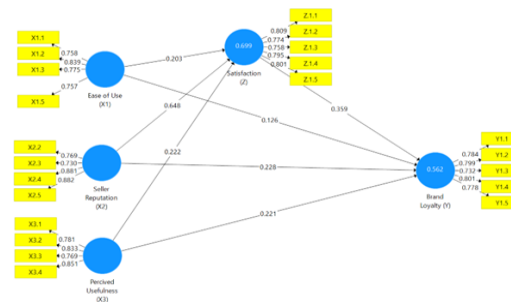 X1.1
X1.2
X1.3
X1.5
0.758
0.839
0.775
0.757
Ease of Use
(X1)
X2.2
X2.3
X2.4
X2.5
0.769
0.730
0.881
0.882
Seller
Reputation
(X2)
X3.1
X3.2
X3.3
X3.4
0.781
0.833
0.769
0.851
Percived
Usefulness
(X3)
0.203
0.648
0.222
0.126
0.228
0.221
0.359
0.699
Satisfaction
(Z)
0.809
0.774
0.758
0.795
0.801
Z.1.1
Z.1.2
Z.1.3
Z.1.4
Z.1.5
0.562
Brand
Loyalty (Y)
0.784
0.799
0.732
0.801
0.778
Y1.1
Y1.2
Y1.3
Y1.4
Y1.5